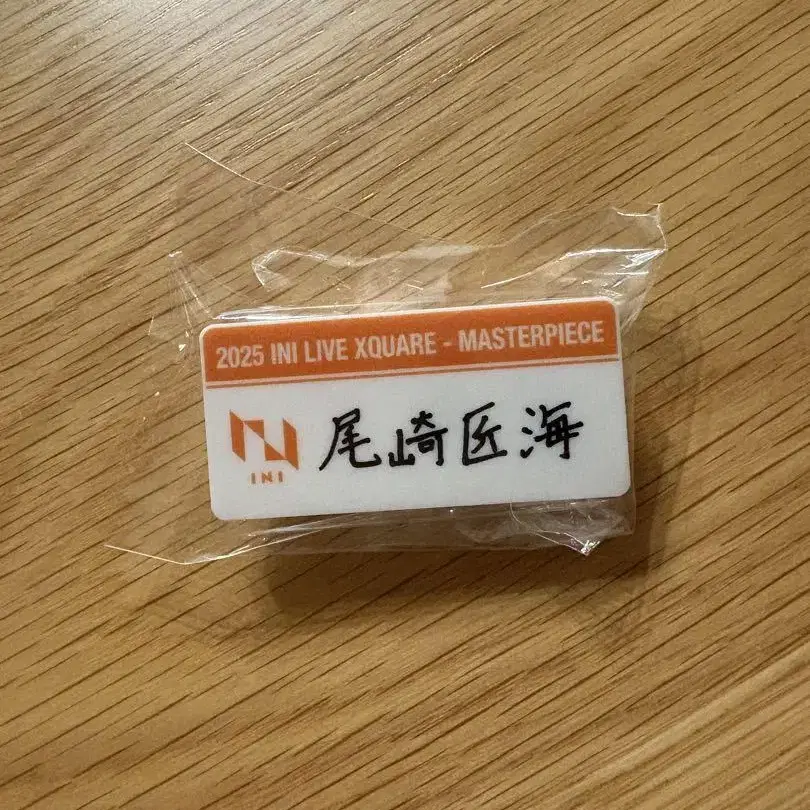 2025 INI LIVE XQUARE - MASTERPIECE
尾崎匠海
INI